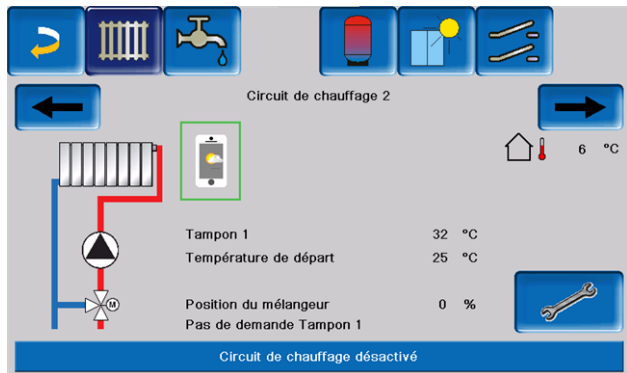 Circuit de chauffage 2
6 °C
Tampon 1 32 °C
Température de départ 25 °C
M
Position du mélangeur 0 %
Pas de demande Tampon 1
Circuit de chauffage désactivé